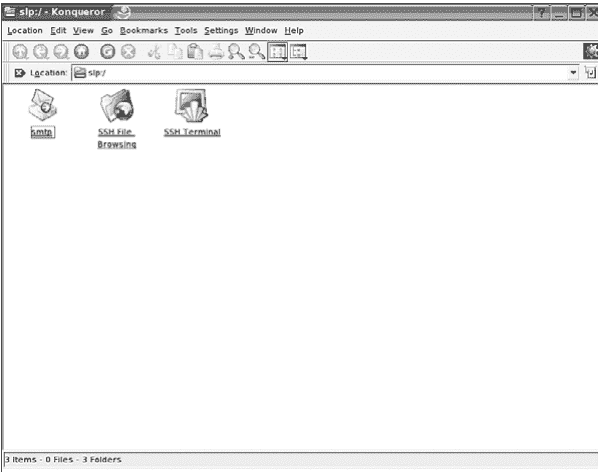 slp:/ - Konqueror
Location Edit View Go Bookmarks Tools Settings Window Help
Location: slp:/
smtp SSH File SSH Terminal
Browsing
3 Items - 0 Files - 3 Folders